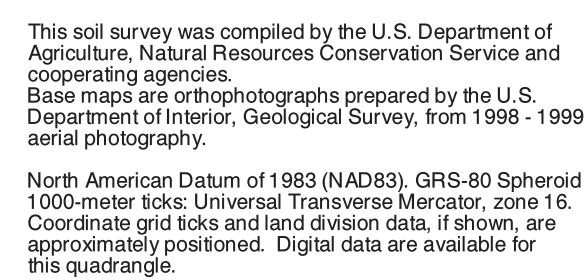 This soil survey was compiled by the U.S. Department of
Agriculture, Natural Resources Conservation Service and
cooperating agencies.
Base maps are orthophotographs prepared by the U.S.
Department of Interior, Geological Survey, from 1998 - 1999
aerial photography.
North American Datum of 1983 (NAD83). GRS-80 Spheroid
1000-meter ticks: Universal Transverse Mercator, zone 16.
Coordinate grid ticks and land division data, if shown, are
approximately positioned.  Digital data are available for
this quadrangle.